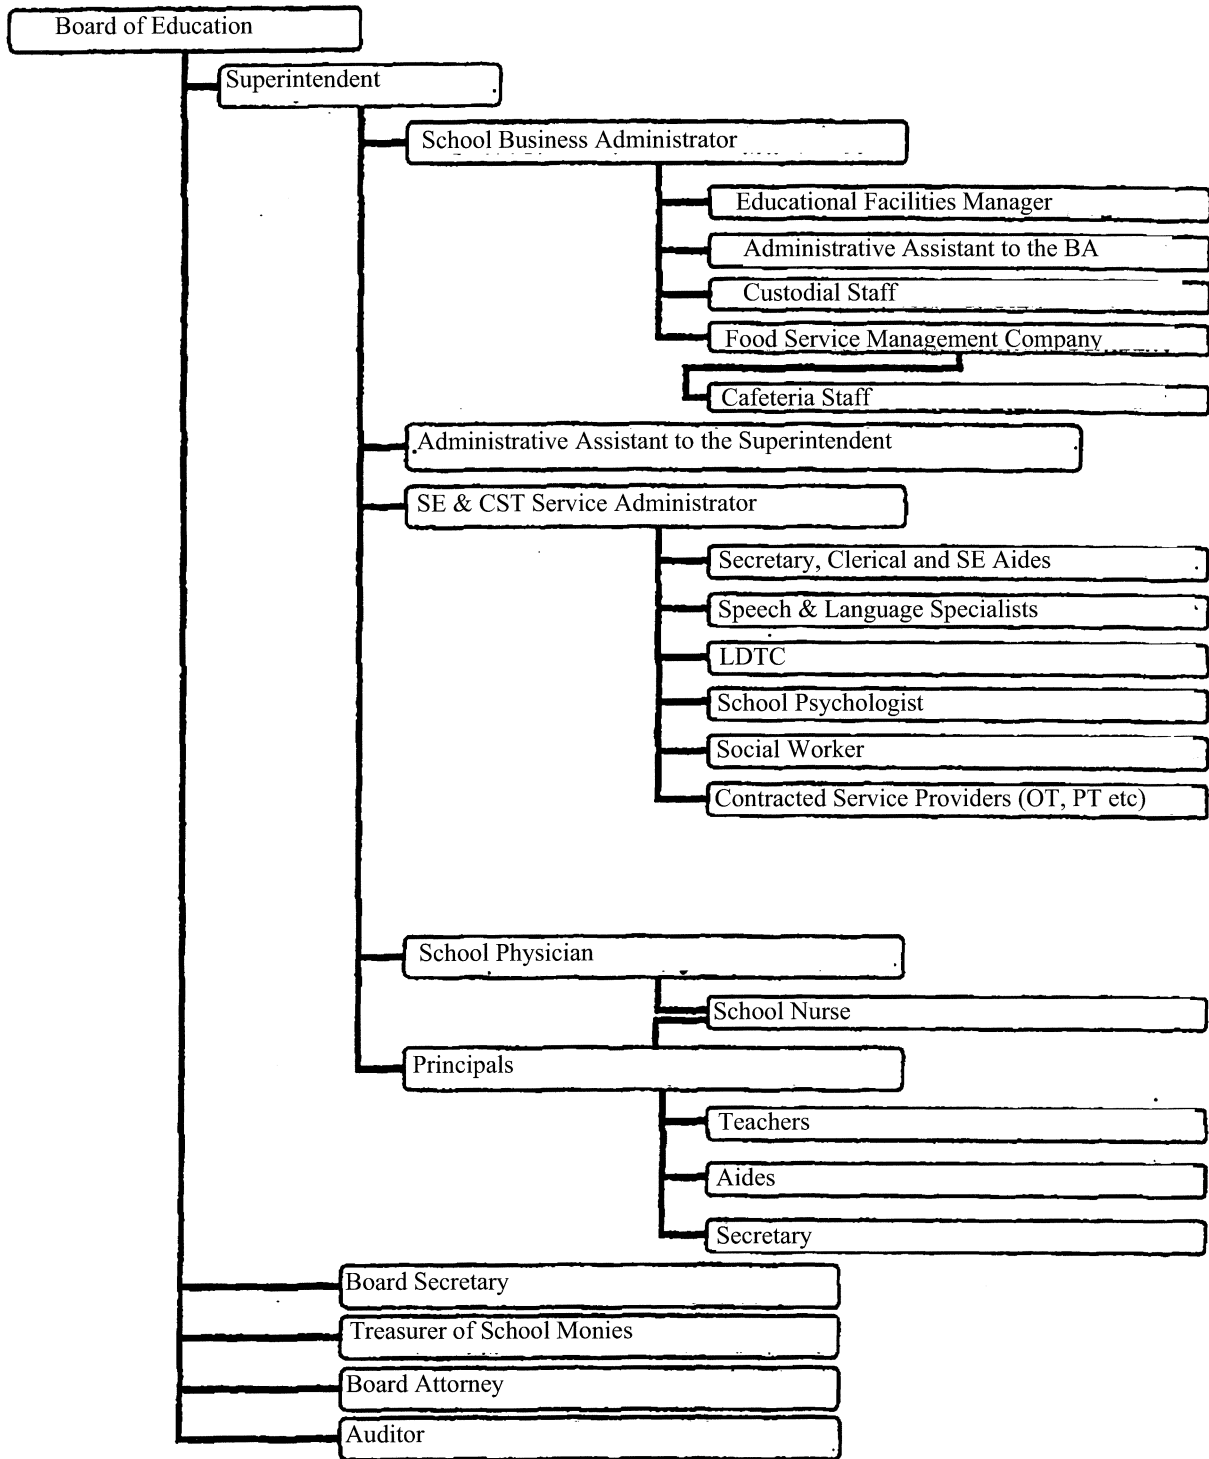 Board of Education
Superintendent
School Business Administrator
Educational Facilities Manager
Administrative Assistant to the BA
Custodial Staff
Food Service Management Company
Cafeteria Staff
Administrative Assistant to the Superintendent
SE & CST Service Administrator
Secretary, Clerical and SE Aides
Speech & Language Specialists
LDTC
School Psychologist
Social Worker
Contracted Service Providers (OT, PT etc)
School Physician
School Nurse
Principals
Teachers
Aides
Secretary
Board Secretary
Treasurer of School Monies
Board Attorney
Auditor